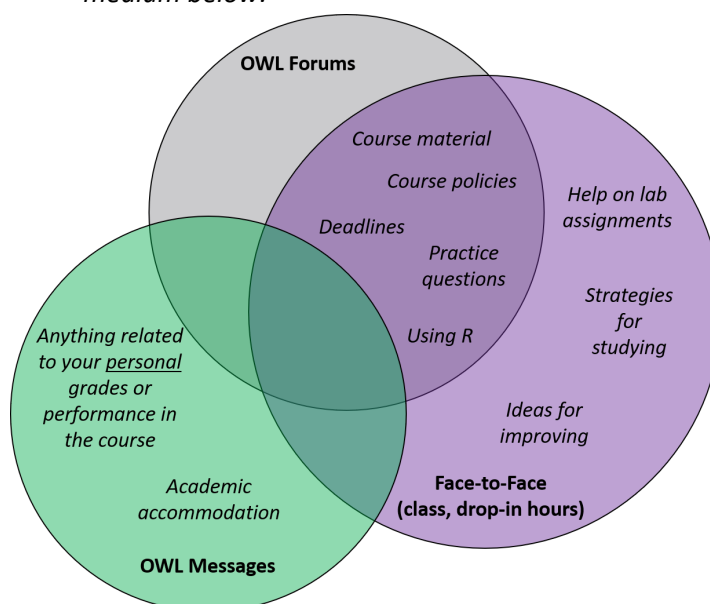 medium below.
OWL Forums
Course material
Course policies
Deadlines
Practice
questions
Using R
Help on lab
assignments
Strategies
for
studying
Ideas for
improving
Face-to-Face
(class, drop-in hours)
Anything related
to your personal
grades or
performance in
the course
Academic
accommodation
OWL Messages